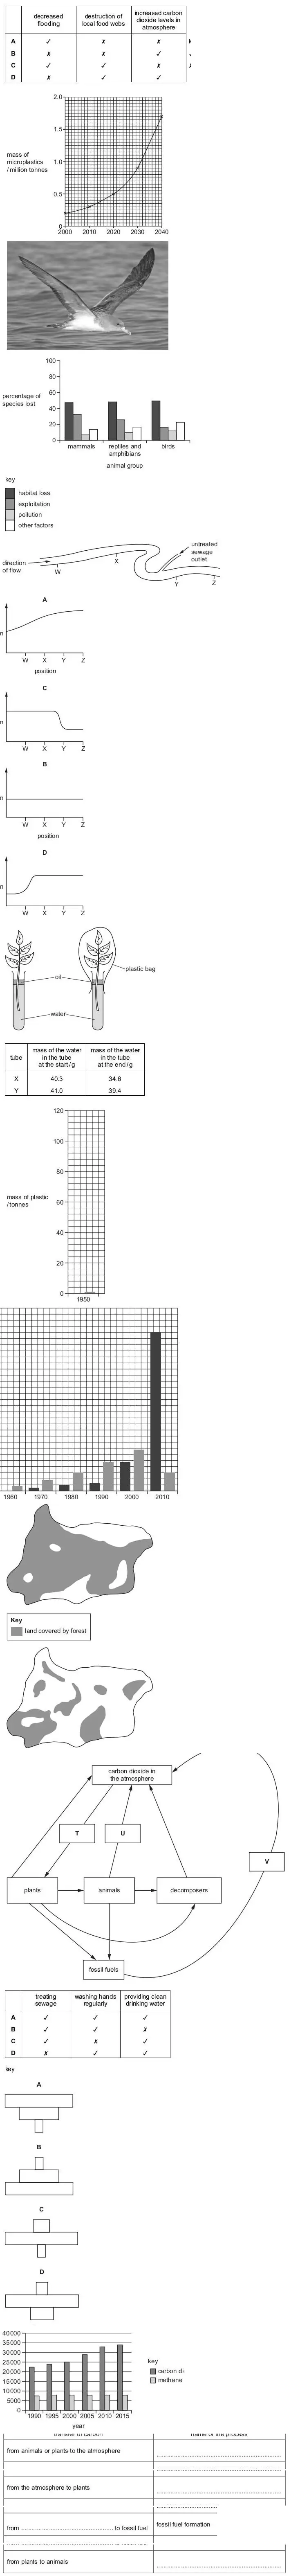 decreased flooding destruction of local food webs increased carbon dioxide levels in atmosphere
A ✓ ✗ ✗
B ✗ ✗ ✓
C ✓ ✓ ✗
D ✗ ✓ ✓
2.0
1.5
mass of microplastics / million tonnes
1.0
0.5
0
2000 2010 2020 2030 2040
100
80
percentage of species lost
60
40
20
0
mammals reptiles and amphibians birds
animal group
key
habitat loss
exploitation
pollution
other factors
untreated sewage outlet
direction of flow
W X Y Z
A
n
W X Y Z
position
C
n
W X Y Z
B
n
W X Y Z
position
D
n
W X Y Z
plastic bag
oil
water
tube mass of the water in the tube at the start / g mass of the water in the tube at the end / g
X 40.3 34.6
Y 41.0 39.4
120
100
80
mass of plastic / tonnes
60
40
20
0
1950
1960 1970 1980 1990 2000 2010
Key
land covered by forest
carbon dioxide in the atmosphere
T U
V
plants animals decomposers
fossil fuels
treating sewage washing hands regularly providing clean drinking water
A ✓ ✓ ✓
B ✓ ✓ ✗
C ✓ ✗ ✓
D ✗ ✓ ✓
key
A
B
C
D
40000
35000
30000
25000
20000
15000
10000
5000
0
1990 1995 2000 2005 2010 2015
year
key
carbon di
methane
transfer of carbon name of the process
from animals or plants to the atmosphere
from the atmosphere to plants
from ........ to fossil fuel fossil fuel formation
from plants to animals